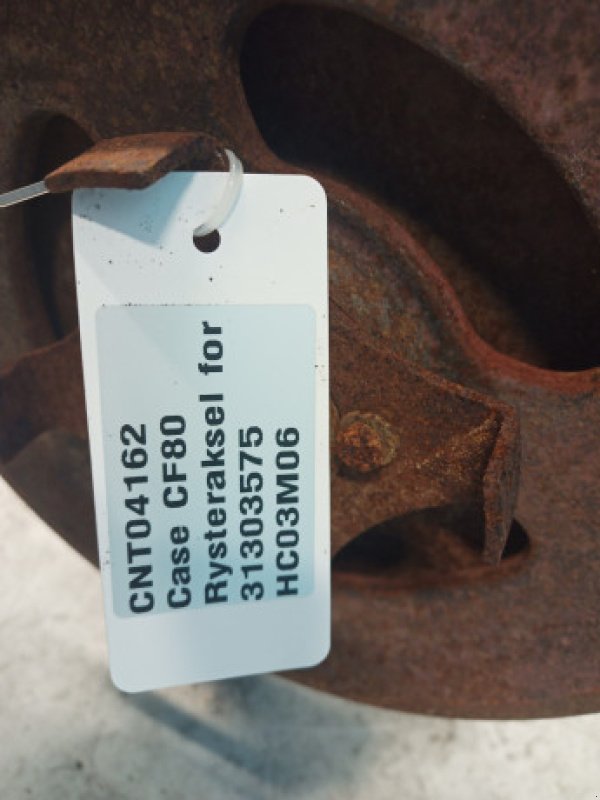 CNT04162
Case CF80
Rysteraksel for
31303575
HC03M06